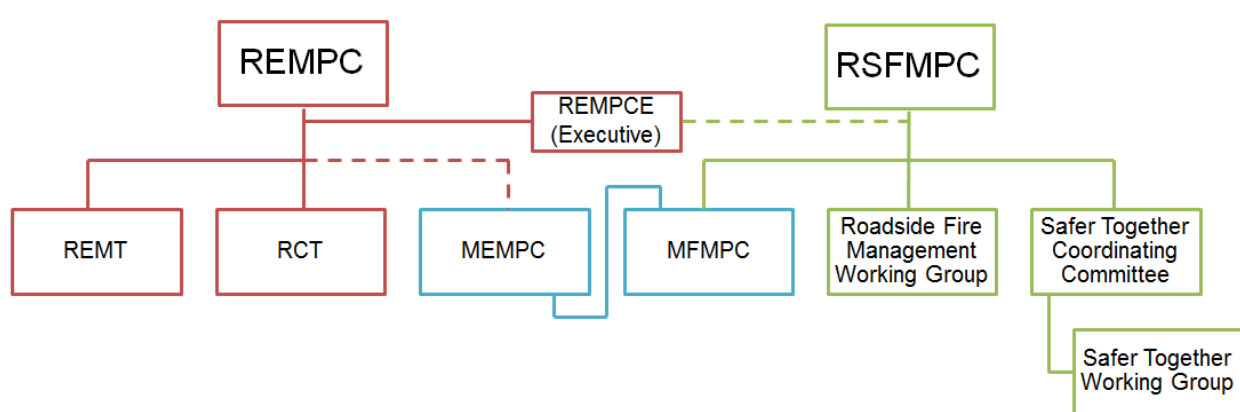 REMPC
RSFMPC
REMPCE
(Executive)
REMT
RCT
MEMPC
MFMPC
Roadside Fire
Management
Working Group
Safer Together
Coordinating
Committee
Safer Together
Working Group